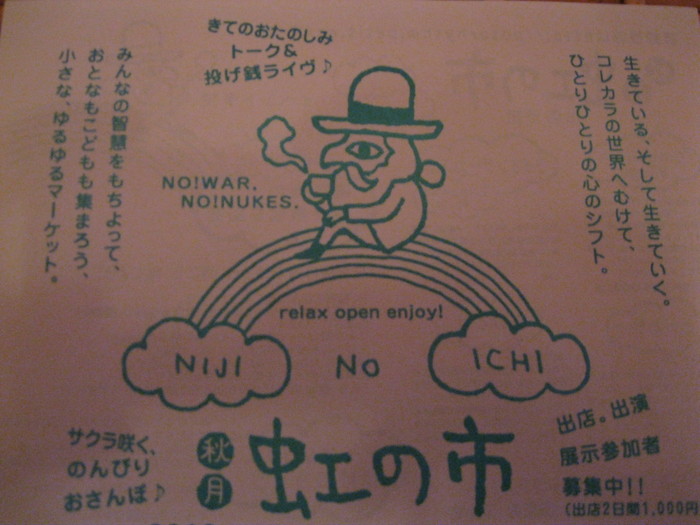 きてのおたのしみ
トーク&
投げ銭ライヴ♪
生きている、そして生きていく。
コレカラの世界へむけて、
ひとりひとりの心のシフト。
みんなの智慧をもちよって、
おとなもこどもも集まろう、
小さな、ゆるゆるマーケット。
NO!WAR.
NO!NUKES.
relax open enjoy!
NIJI NO ICHI
サクラ咲く、
のんびり
おさんぽ♪
秋月
虹の市
出店。出演
展示参加者
募集中!!
(出店2日間1,000円